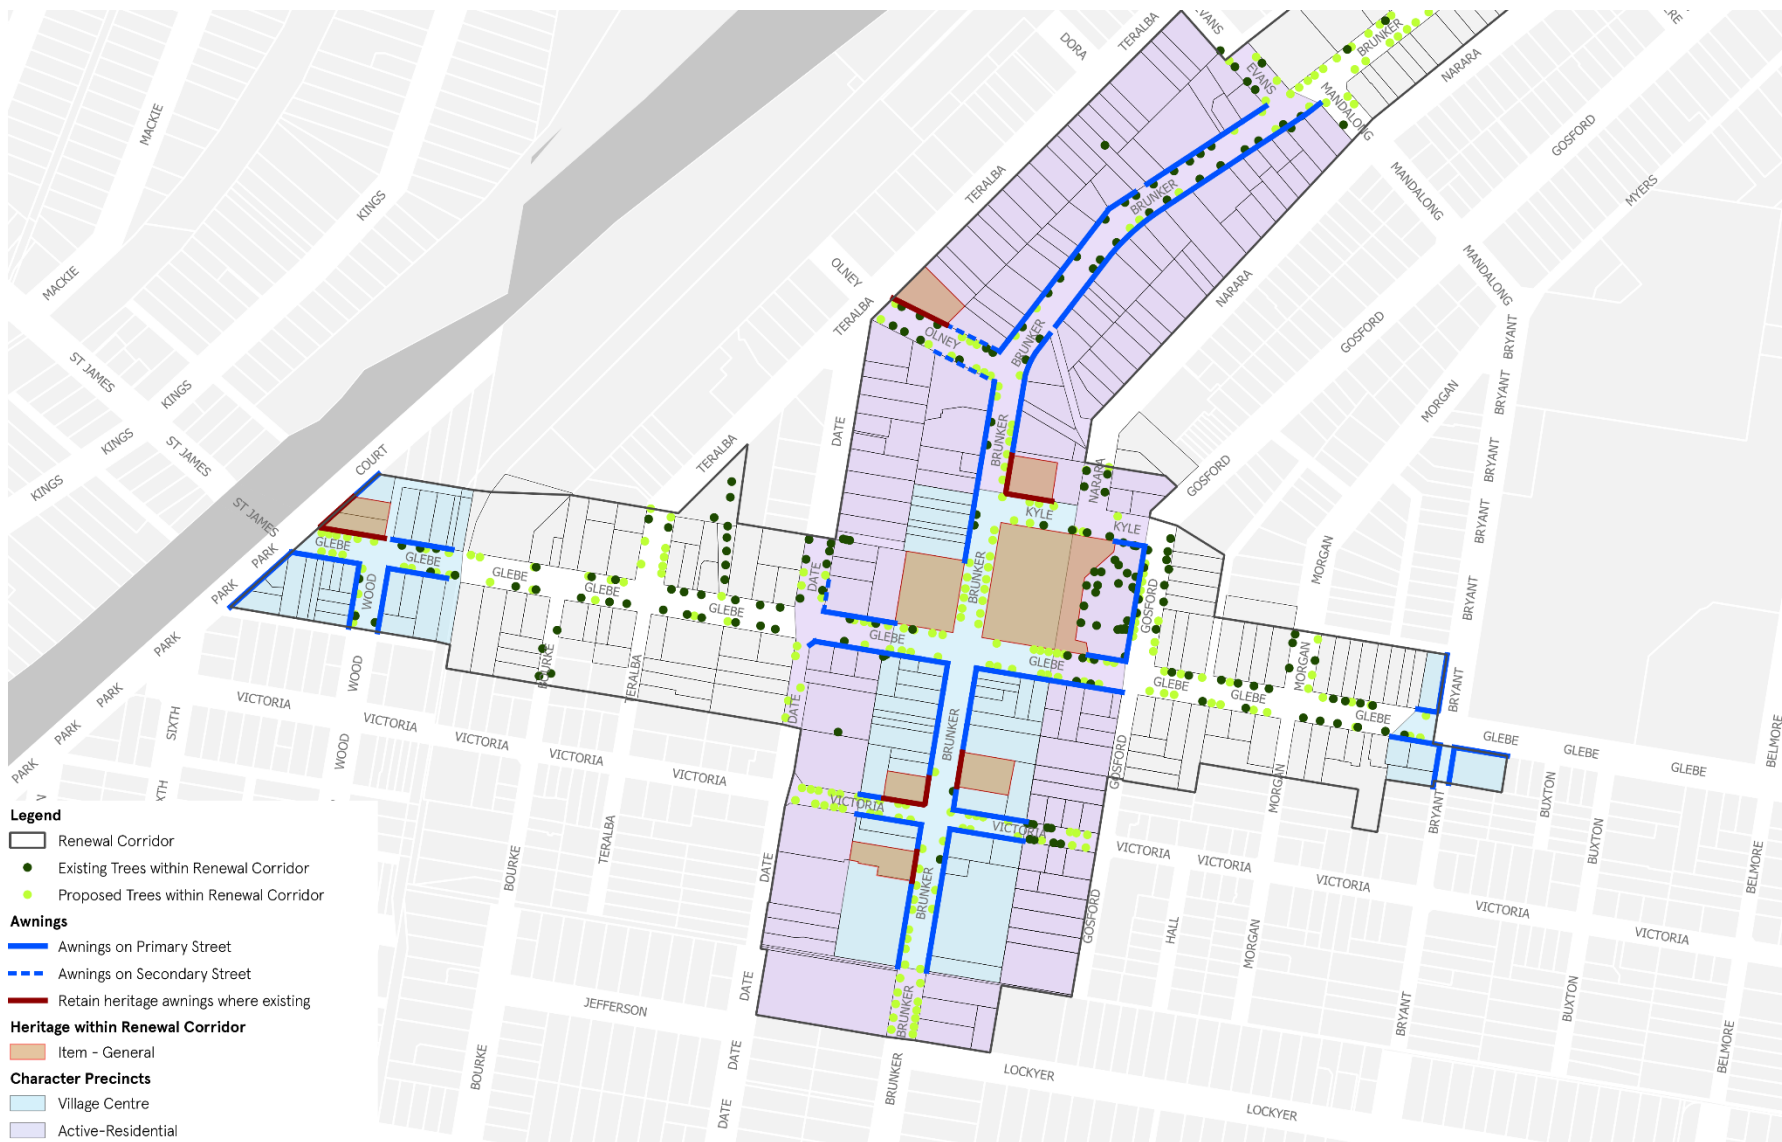 EVANS
TERALBA
DORA
BRUNKER
NARARA
EVANS
MANDALONG
MACKIE
GOSFORD
TERALBA
MANDALONG
MYERS
KINGS
BRUNKER
MACKIE
OLNEY
MANDALONG
NARARA
TERALBA
OLNEY
BRUNKER
GOSFORD
BRYANT
ST JAMES
KINGS
MORGAN
BRYANT
DATE
BRUNKER
KINGS
ST JAMES
COURT
TERALBA
NARARA
GOSFORD
BRYANT
KINGS
ST JAMES
KYLE
KYLE
BRYANT
GLEBE
PARK
GLEBE
GLEBE
MORGAN
PARK
WOOD
GLEBE
GLEBE
DATE
BRUNKER
GOSFORD
BRYANT
PARK
GLEBE
GLEBE
BOURKE
TERALBA
WOOD
GLEBE
GLEBE
MORGAN
GLEBE
BRYANT
PARK
VICTORIA
SIXTH
VICTORIA
DATE
BRUNKER
PARK
WOOD
VICTORIA
VICTORIA
VICTORIA
GOSFORD
GLEBE
GLEBE
GLEBE
BELMORE
PARK
VICTORIA
VICTORIA
MORGAN
BRYANT
BUXTON
BUXTON
TERALBA
BOURKE
DATE
VICTORIA
VICTORIA
VICTORIA
BELMORE
BRUNKER
GOSFORD
HALL
MORGAN
VICTORIA
VICTORIA
JEFFERSON
DATE
BRUNKER
BRYANT
BUXTON
BELMORE
BOURKE
DATE
BRUNKER
LOCKYER
DATE
LOCKYER
Legend
Renewal Corridor
Existing Trees within Renewal Corridor
Proposed Trees within Renewal Corridor
Awnings
Awnings on Primary Street
Awnings on Secondary Street
Retain heritage awnings where existing
Heritage within Renewal Corridor
Item - General
Character Precincts
Village Centre
Active-Residential